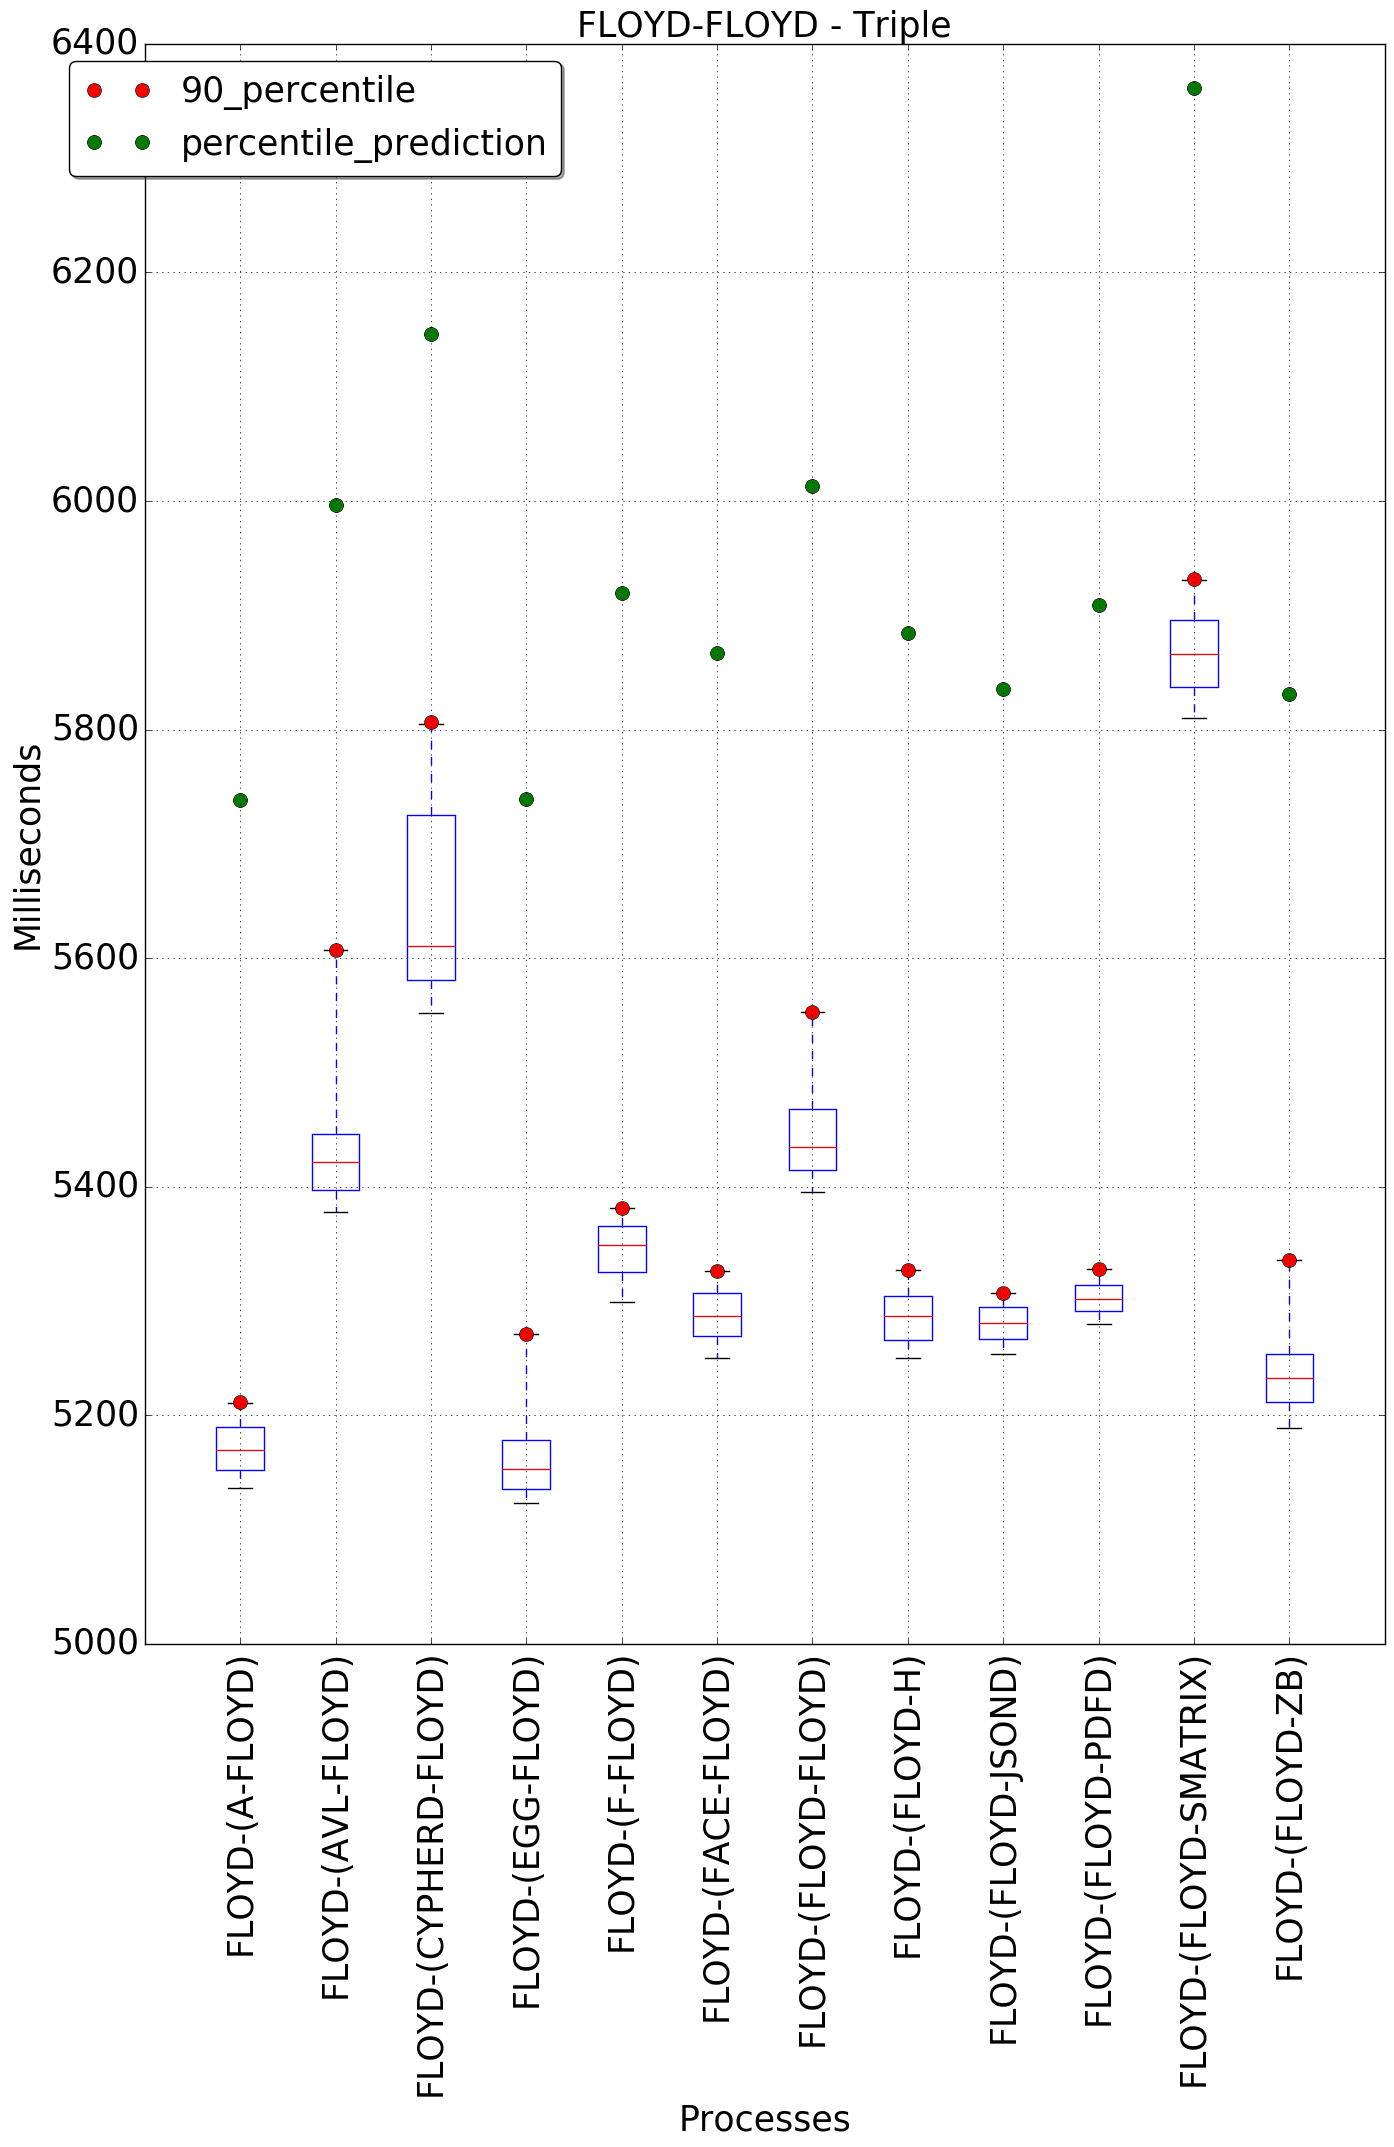 FLOYD-FLOYD - Triple
90_percentile
percentile_prediction
6400
6200
6000
5800
5600
5400
5200
5000
Milliseconds
FLOYD-(A-FLOYD)
FLOYD-(AVL-FLOYD)
FLOYD-(CYPHERD-FLOYD)
FLOYD-(EGG-FLOYD)
FLOYD-(F-FLOYD)
FLOYD-(FACE-FLOYD)
FLOYD-(FLOYD-FLOYD)
FLOYD-(FLOYD-H)
FLOYD-(FLOYD-JSOND)
FLOYD-(FLOYD-PDFD)
FLOYD-(FLOYD-SMATRIX)
FLOYD-(FLOYD-ZB)
Processes